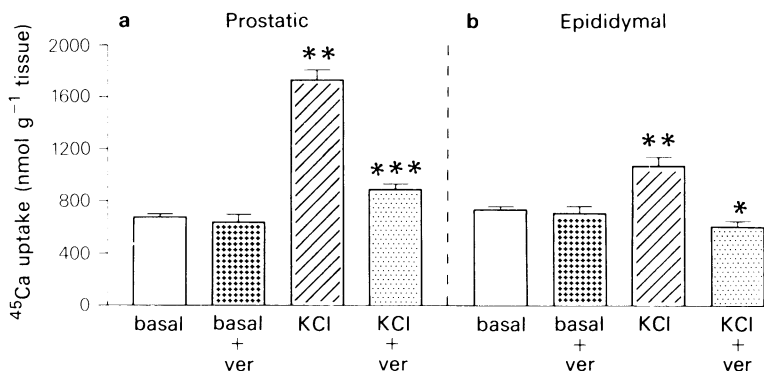 a Prostatic
b Epididymal
⁴⁵Ca uptake (nmol g⁻¹ tissue)
2000
1600
1200
800
400
0
**
***
**
*
basal
basal
+
ver
KCl
KCl
+
ver
basal
basal
+
ver
KCl
KCl
+
ver